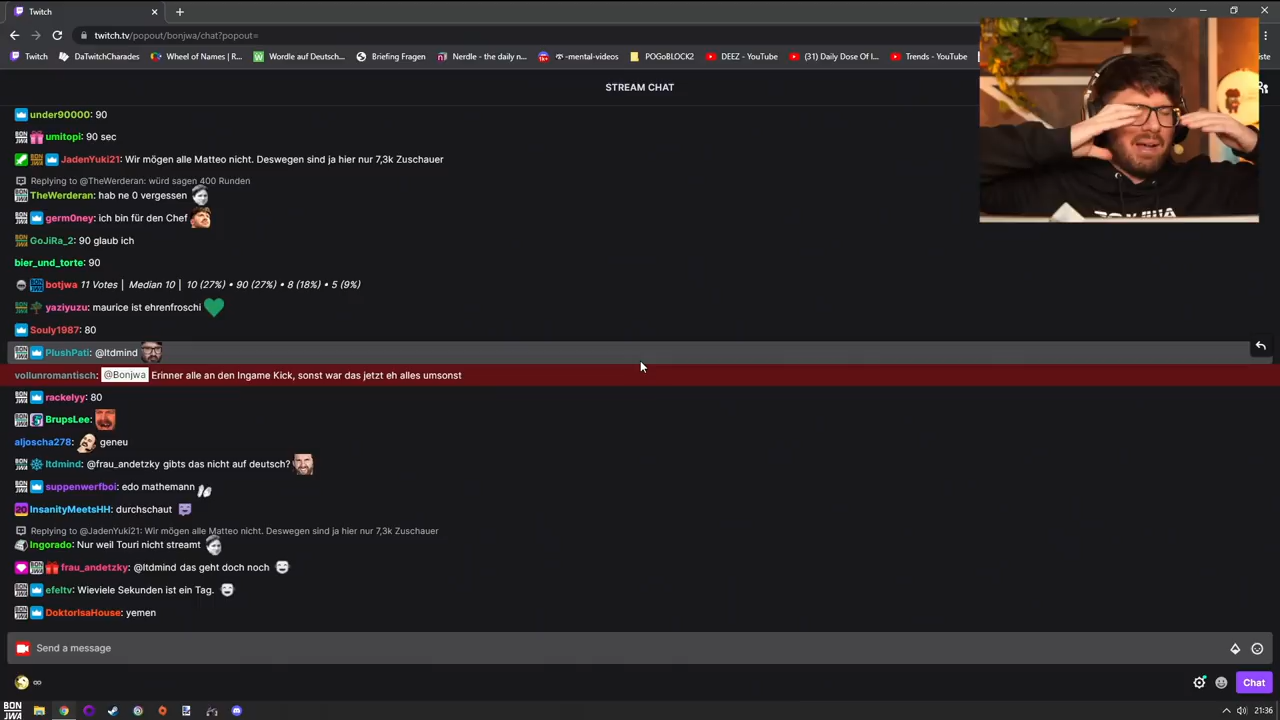 Twitch
twitch.tv/popout/bonjwa/chat?popout=
Twitch
DaTwitchCharades
Wheel of Names | R...
Wordle auf Deutsch...
Briefing Fragen
Nerdle - the daily n...
-mental-videos
POGoBLOCK2
DEEZ - YouTube
(31) Daily Dose Of I...
Trends - YouTube
STREAM CHAT
under90000: 90
umitopi: 90 sec
JadenYuki21: Wir mögen alle Matteo nicht. Deswegen sind ja hier nur 7,3k Zuschauer
Replying to @TheWerderan: würd sagen 400 Runden
TheWerderan: hab ne 0 vergessen
germ0ney: ich bin für den Chef
GoJiRa_2: 90 glaub ich
bier_und_torte: 90
botjwa 11 Votes | Median 10 | 10 (27%) • 90 (27%) • 8 (18%) • 5 (9%)
yaziyuzu: maurice ist ehrenfroschi
Souly1987: 80
PlushPati: @ltdmind
vollunromantisch: @Bonjwa Erinner alle an den Ingame Kick, sonst war das jetzt eh alles umsonst
rackelyy: 80
BrupsLee:
aljoscha278: geneu
ltdmind: @frau_andetzky gibts das nicht auf deutsch?
suppenwerfboi: edo mathemann
InsanityMeetsHH: durchschaut
Replying to @JadenYuki21: Wir mögen alle Matteo nicht. Deswegen sind ja hier nur 7,3k Zuschauer
Ingorado: Nur weil Touri nicht streamt
frau_andetzky: @ltdmind das geht doch noch
efeltv: Wieviele Sekunden ist ein Tag.
DoktorIsaHouse: yemen
Send a message
Chat
BONJWA
21:36